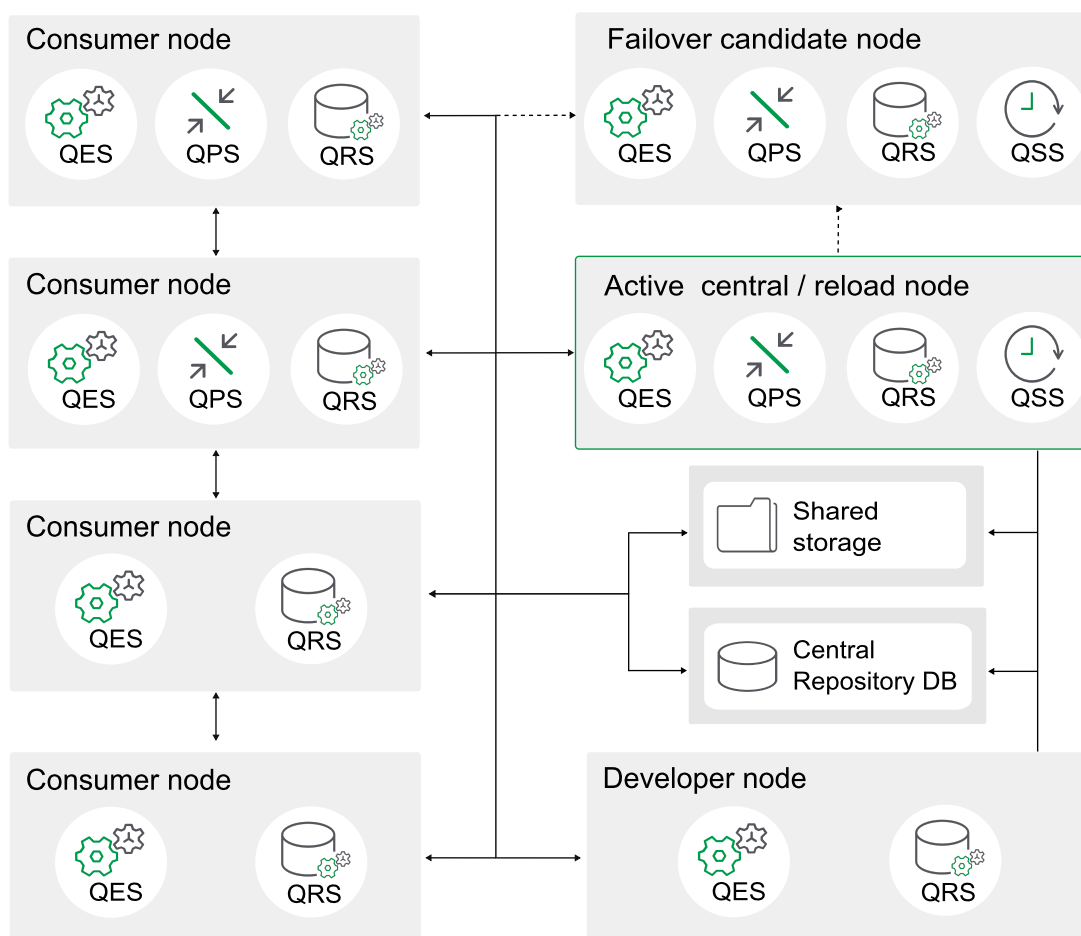 Consumer node
QES QPS QRS
Failover candidate node
QES QPS QRS QSS
Consumer node
QES QPS QRS
Active central / reload node
QES QPS QRS QSS
Consumer node
QES QRS
Shared
storage
Central
Repository DB
Consumer node
QES QRS
Developer node
QES QRS